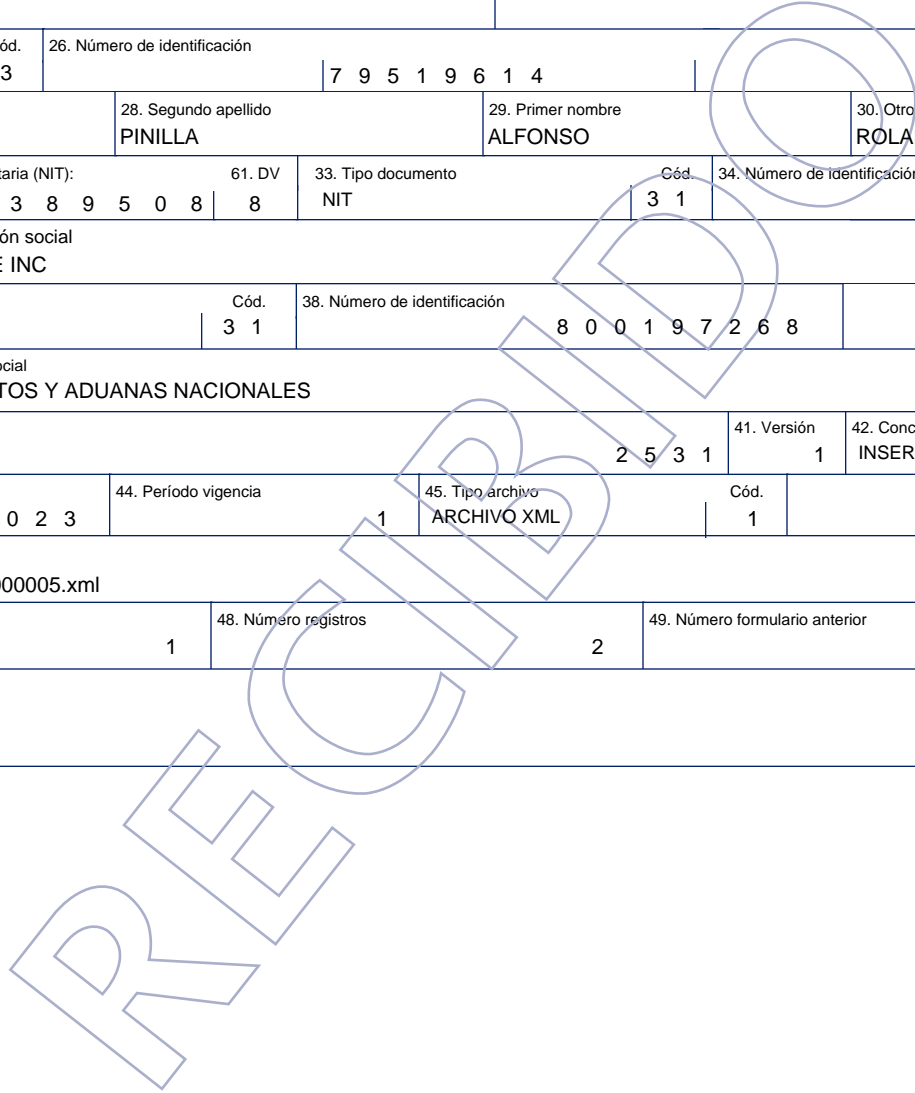 ód. 26. Número de identificación
3 7 9 5 1 9 6 1 4
28. Segundo apellido 29. Primer nombre 30. Otro
PINILLA ALFONSO ROLA
taria (NIT): 61. DV 33. Tipo documento Cód. 34. Número de identificación
3 8 9 5 0 8 8 NIT 3 1
ón social
E INC
Cód. 38. Número de identificación
3 1 8 0 0 1 9 7 2 6 8
ocial
TOS Y ADUANAS NACIONALES
41. Versión 42. Conc
2 5 3 1 1 INSER
44. Período vigencia 45. Tipo archivo Cód.
0 2 3 1 ARCHIVO XML 1
000005.xml
48. Número registros 49. Número formulario anterior
1 2
RECIBIDO